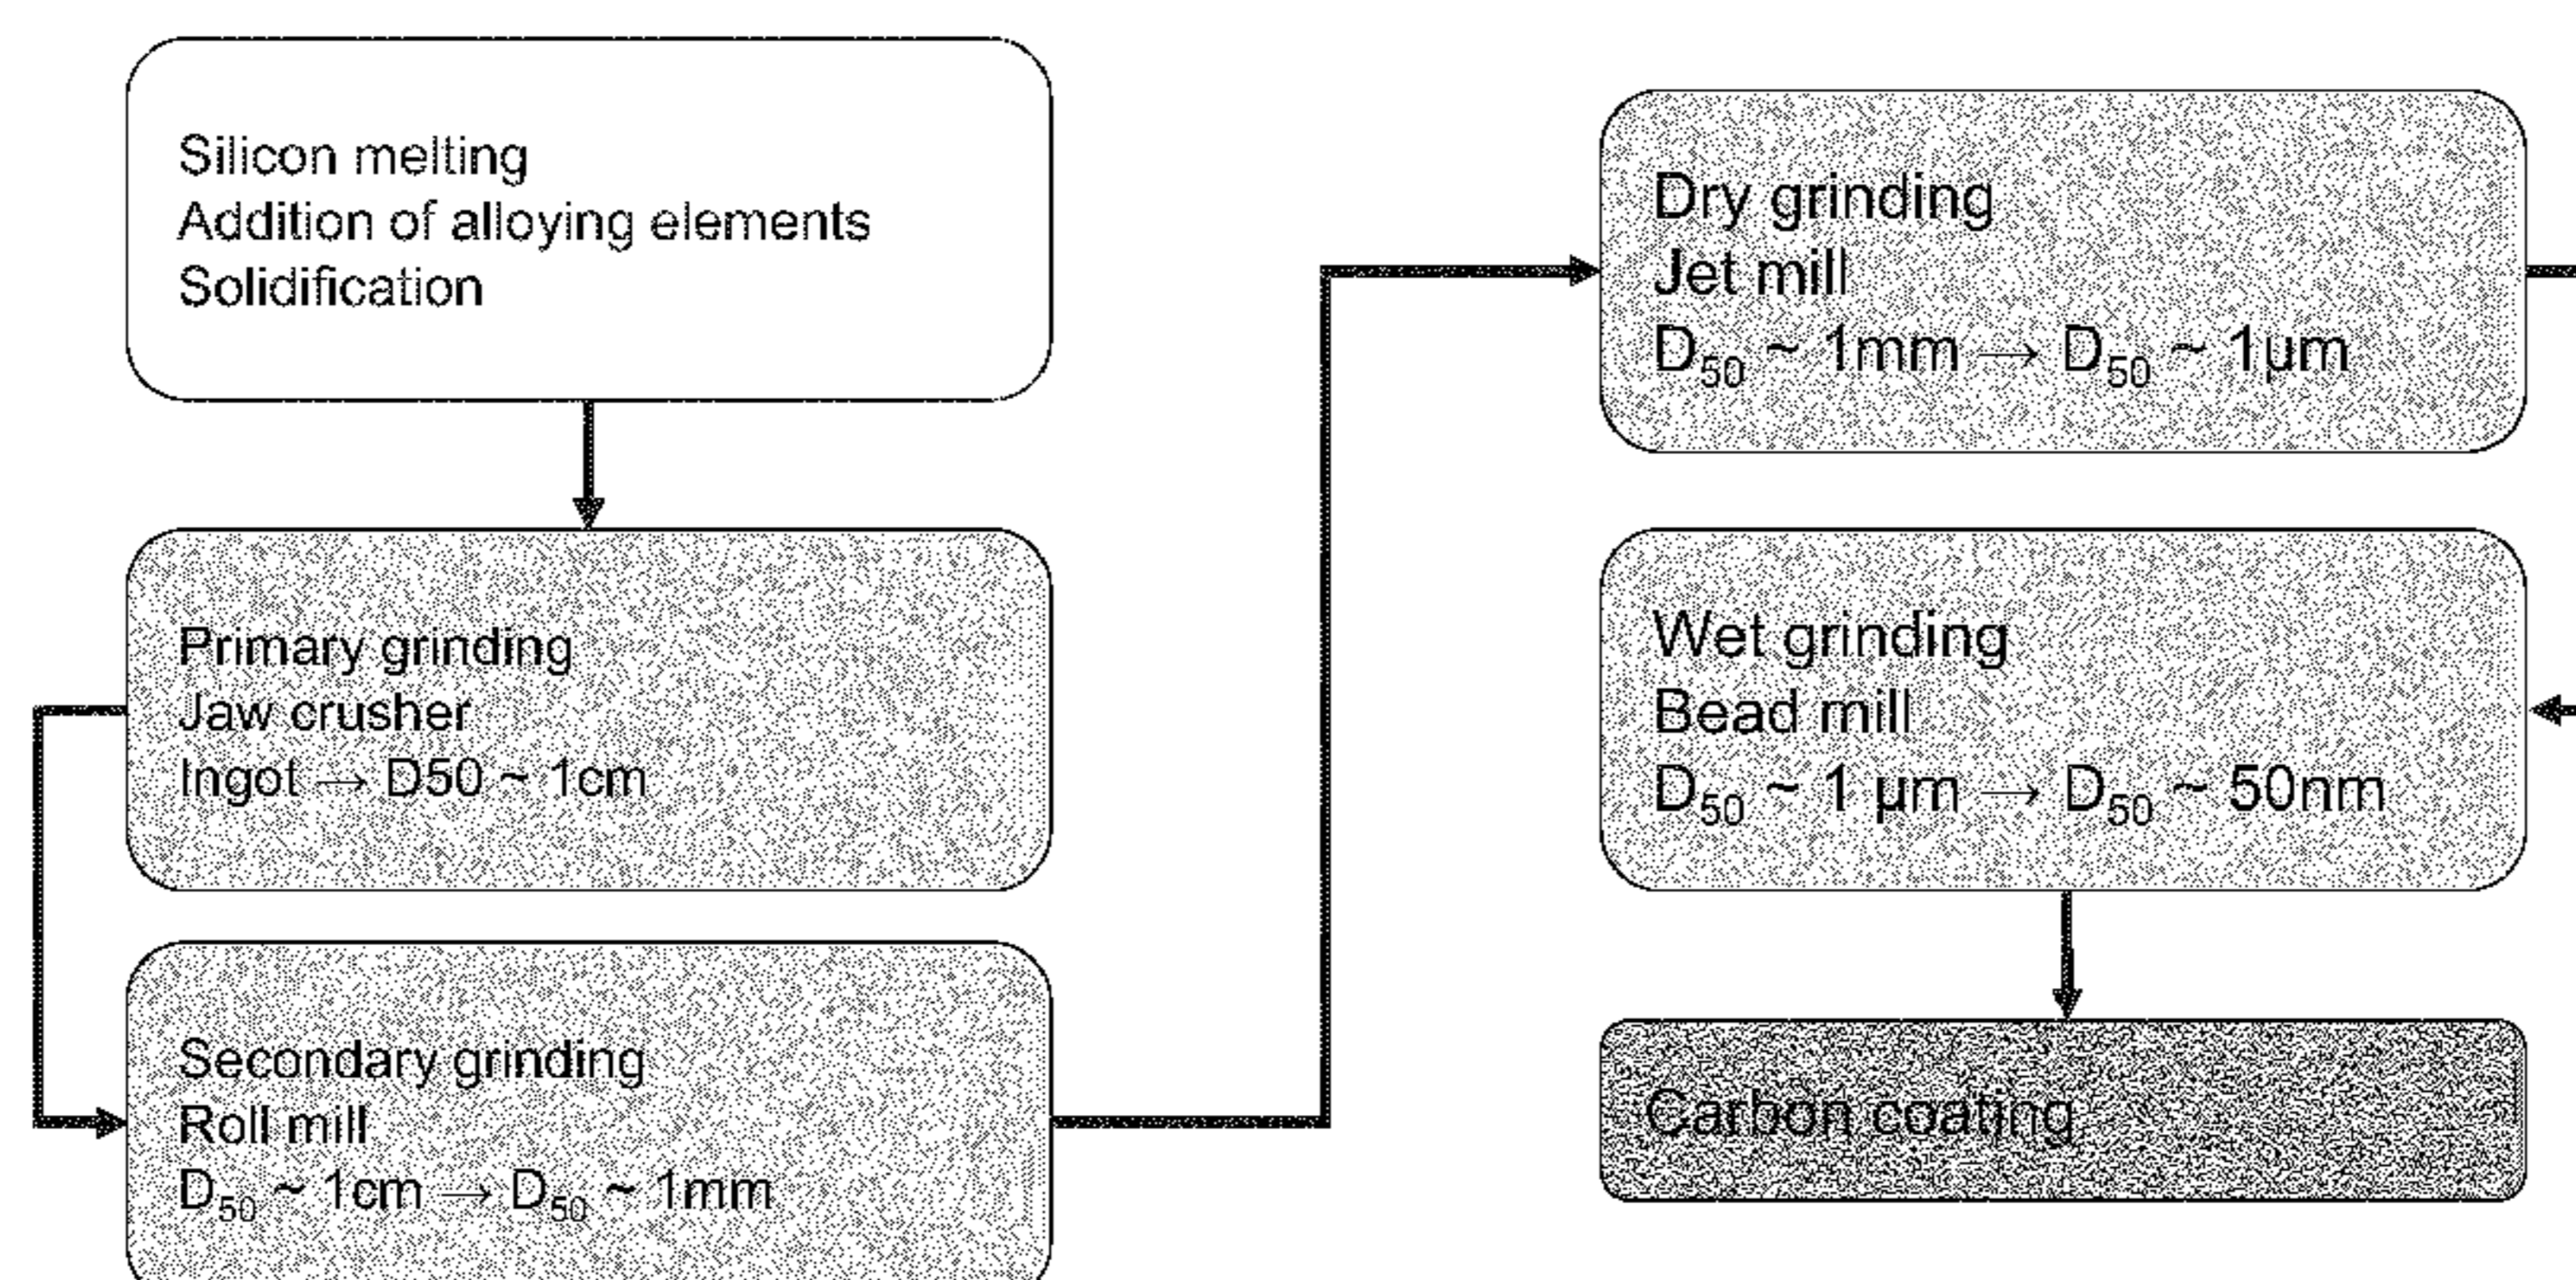 Silicon melting
Addition of alloying elements
Solidification
Primary grinding
Jaw crusher
Ingot → D50 ~ 1cm
Secondary grinding
Roll mill
D₅₀ ~ 1cm → D₅₀ ~ 1mm
Dry grinding
Jet mill
D₅₀ ~ 1mm → D₅₀ ~ 1µm
Wet grinding
Bead mill
D₅₀ ~ 1 µm → D₅₀ ~ 50nm
Carbon coating